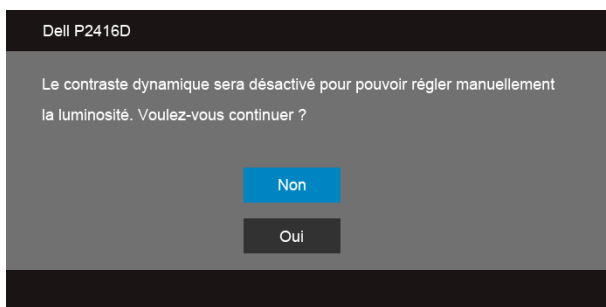 Dell P2416D
Le contraste dynamique sera désactivé pour pouvoir régler manuellement
la luminosité. Voulez-vous continuer ?
Non
Oui